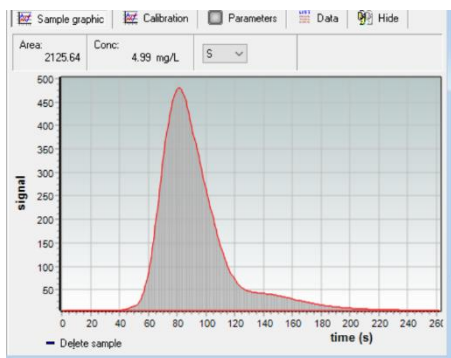 Sample graphic Calibration Parameters Data Hide
Area: Conc:
2125.64 4.99 mg/L S
500
450
400
350
300
250
200
150
100
50
signal
0 20 40 60 80 100 120 140 160 180 200 220 240 260
time (s)
Delete sample